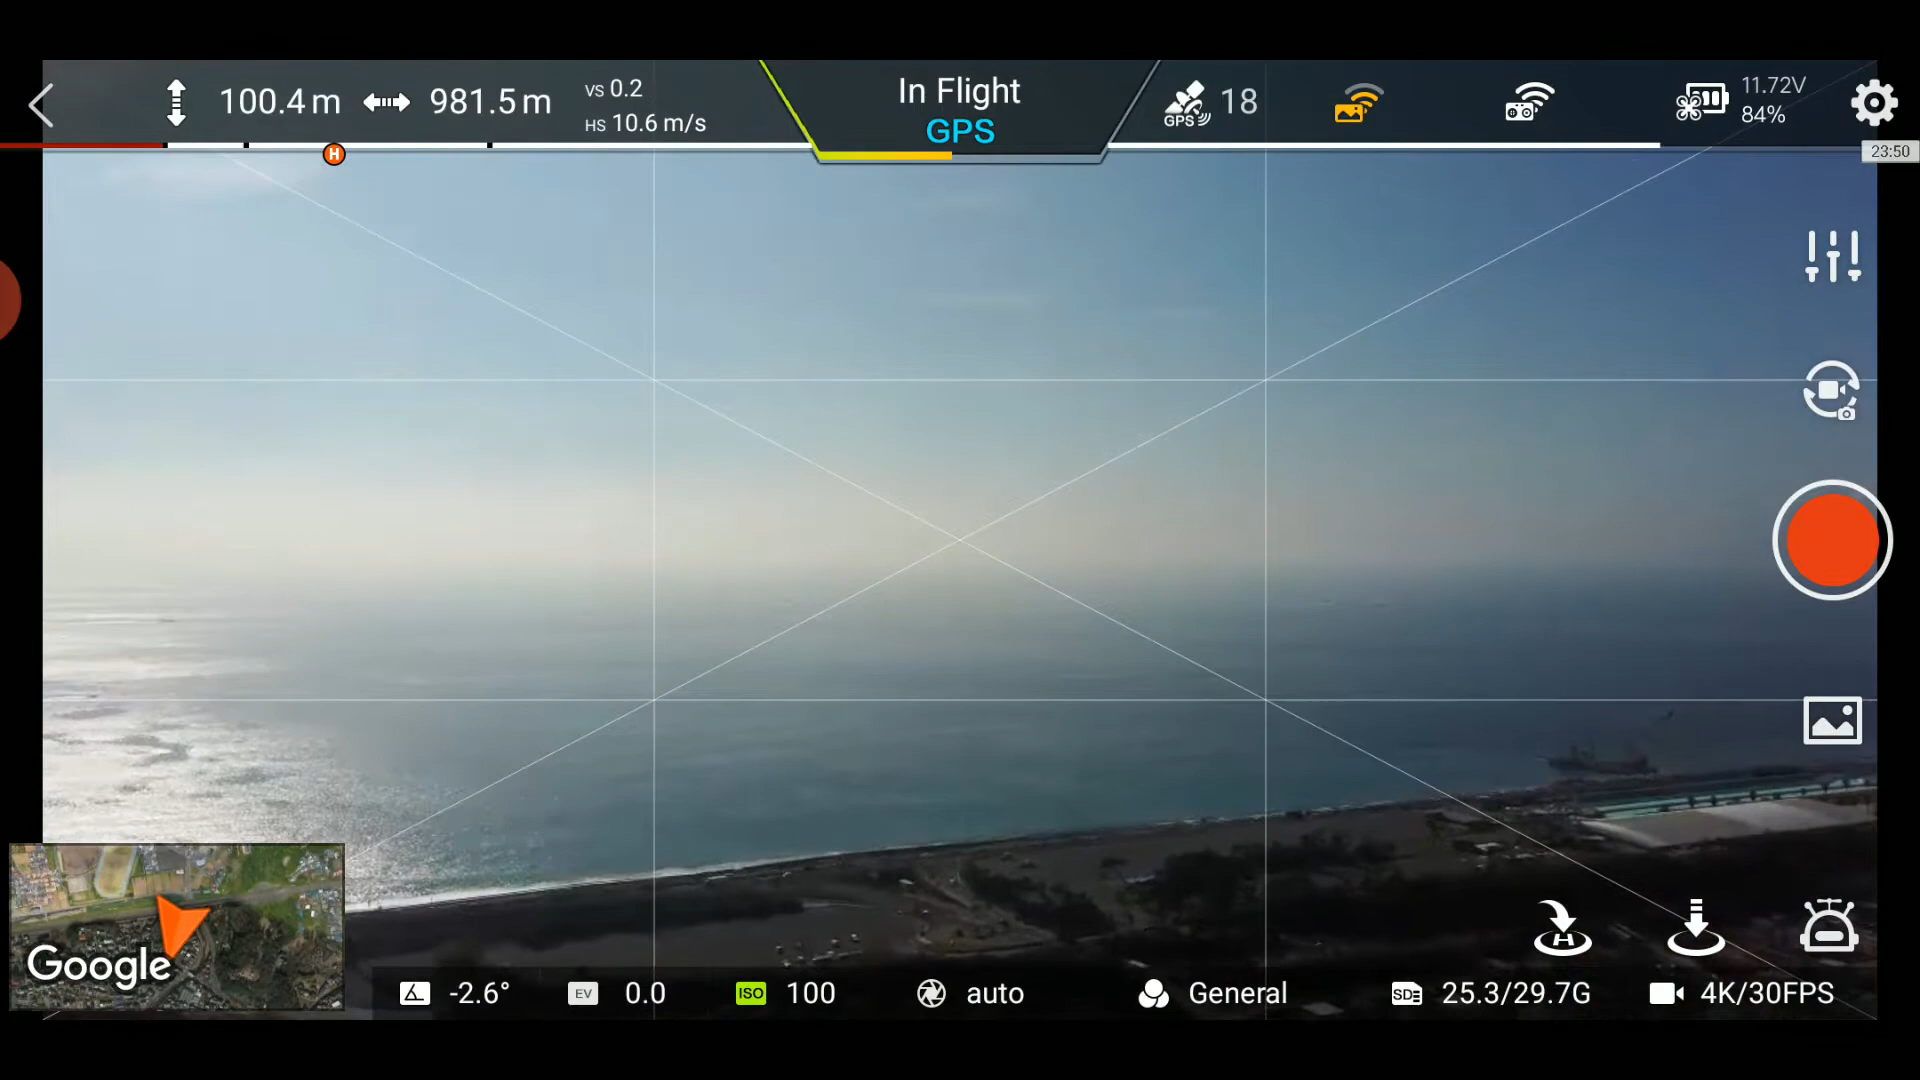 100.4 m
981.5 m
VS 0.2
HS 10.6 m/s
In Flight
GPS
GPS
18
11.72V
84%
23:50
H
H
Google
-2.6°
EV 0.0
ISO 100
auto
General
SD 25.3/29.7G
4K/30FPS